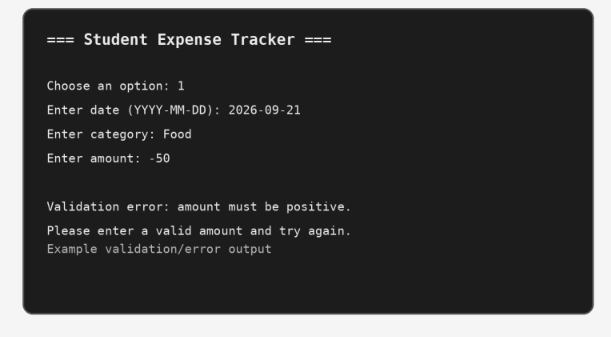 === Student Expense Tracker ===
Choose an option: 1
Enter date (YYYY-MM-DD): 2026-09-21
Enter category: Food
Enter amount: -50
Validation error: amount must be positive.
Please enter a valid amount and try again.
Example validation/error output